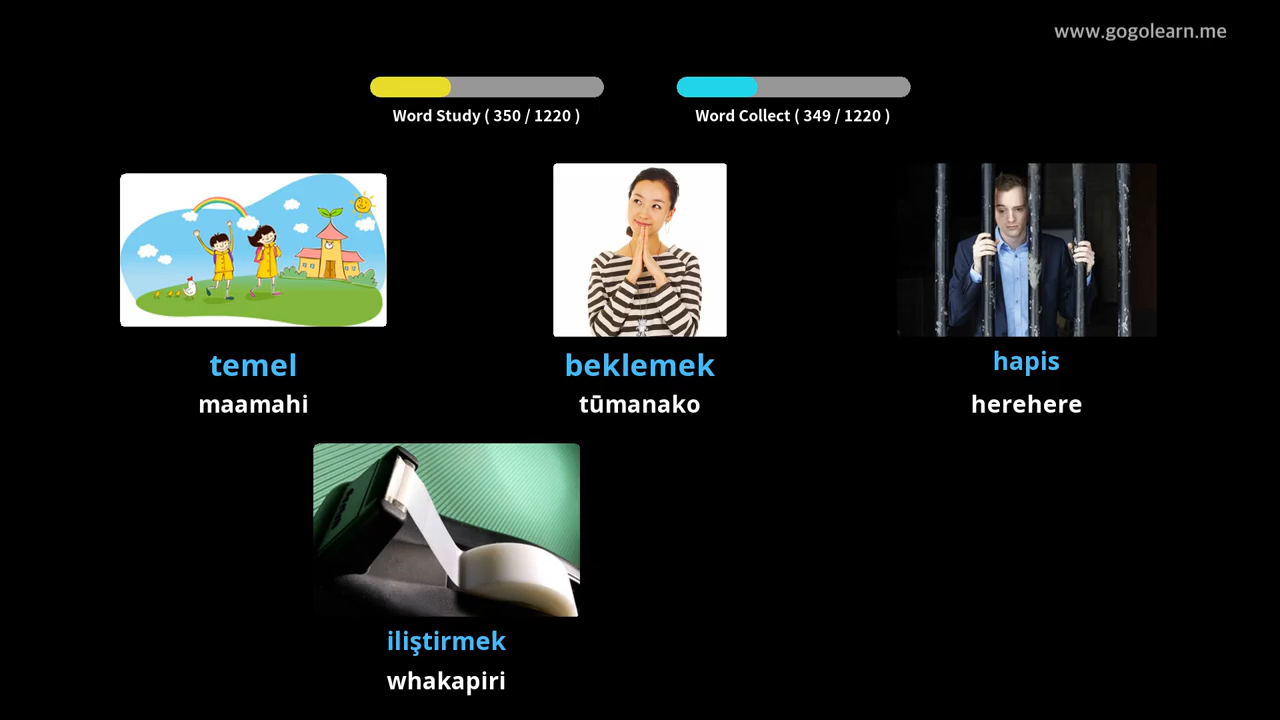 www.gogolearn.me
Word Study ( 350 / 1220 )
Word Collect ( 349 / 1220 )
temel
maamahi
beklemek
tūmanako
hapis
herehere
iliştirmek
whakapiri